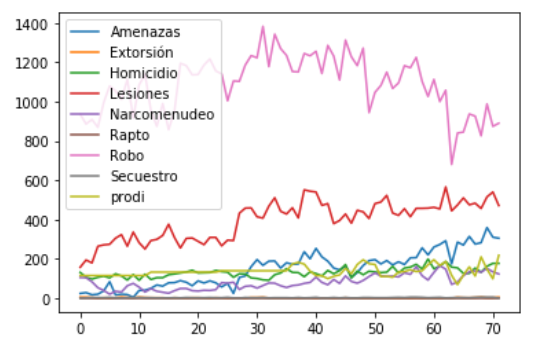 1400
1200
1000
800
600
400
200
0
Amenazas
Extorsión
Homicidio
Lesiones
Narcomenudeo
Rapto
Robo
Secuestro
prodi
0 10 20 30 40 50 60 70